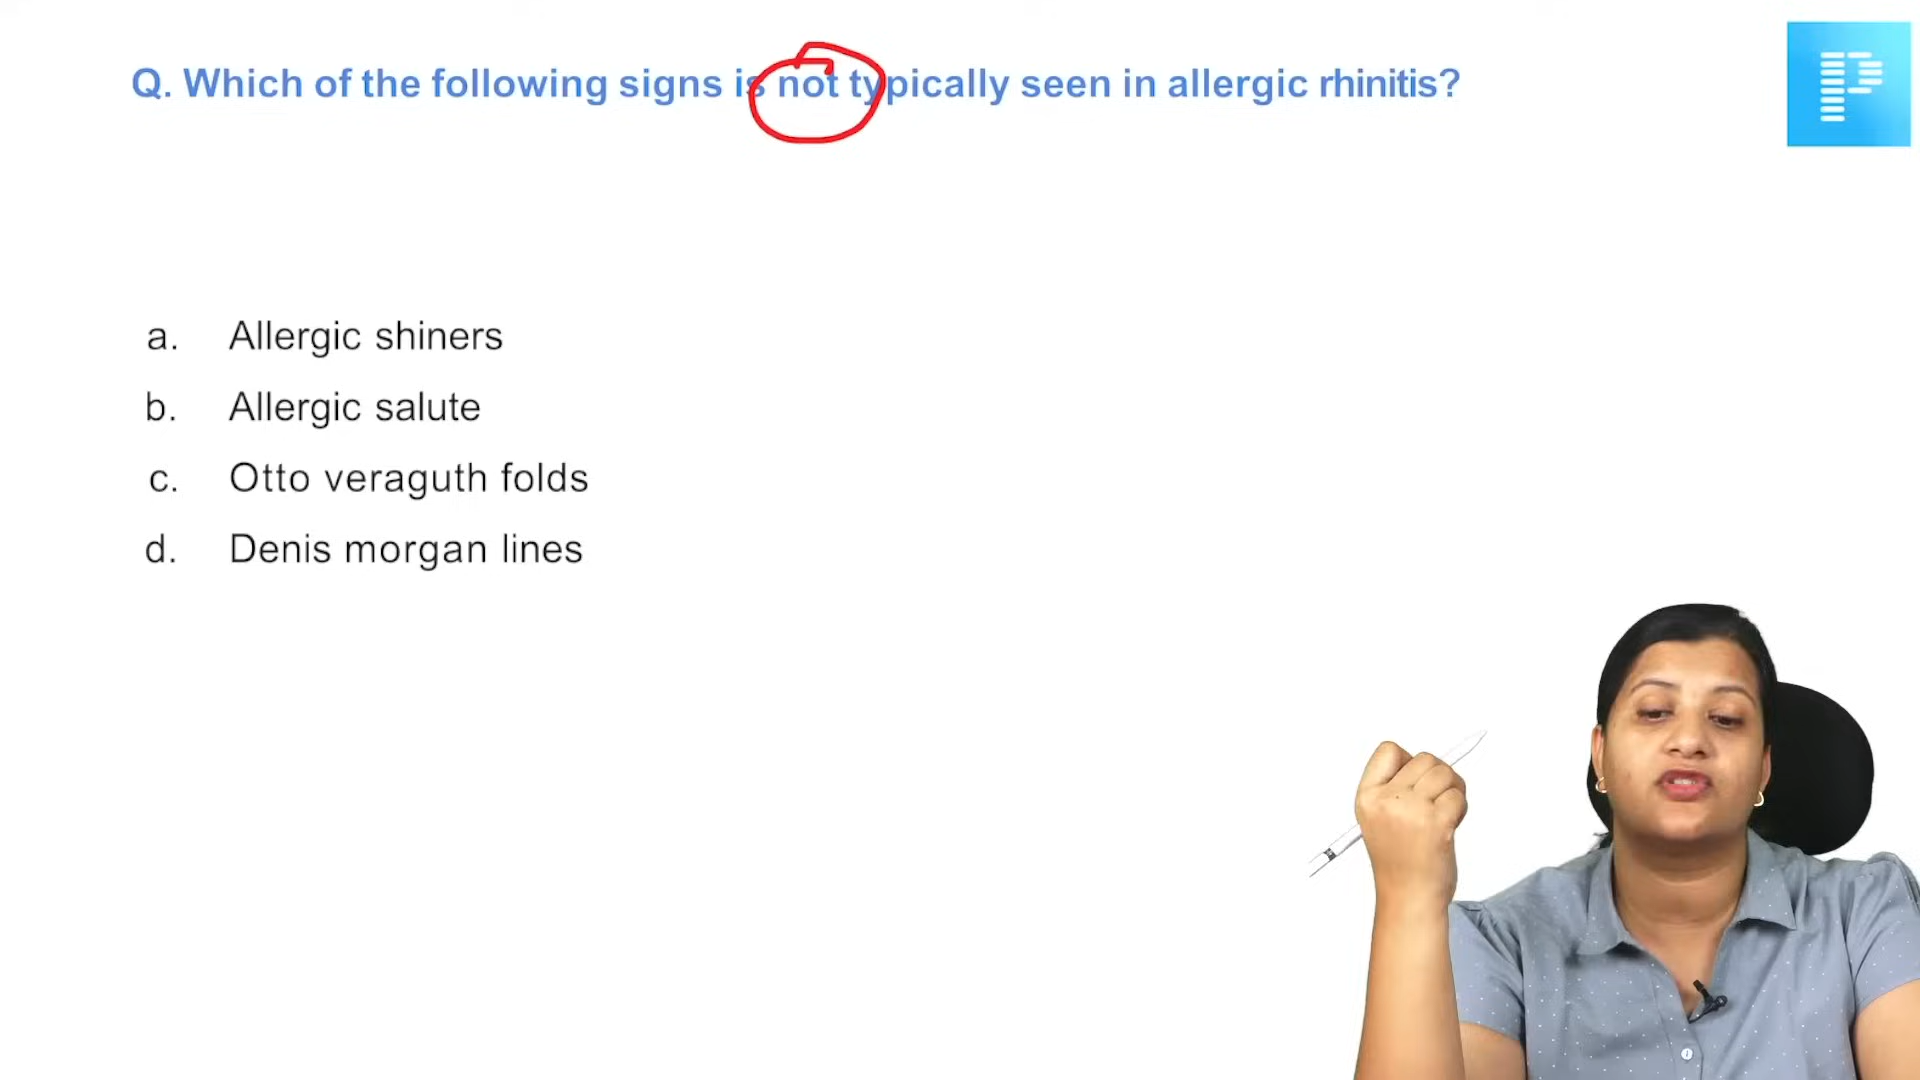 Q. Which of the following signs is not typically seen in allergic rhinitis?
a. Allergic shiners
b. Allergic salute
c. Otto veraguth folds
d. Denis morgan lines
P